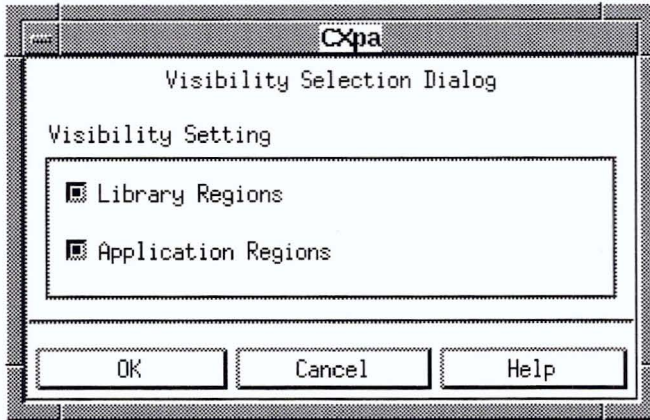 CXpa
Visibility Selection Dialog
Visibility Setting
Library Regions
Application Regions
OK Cancel Help